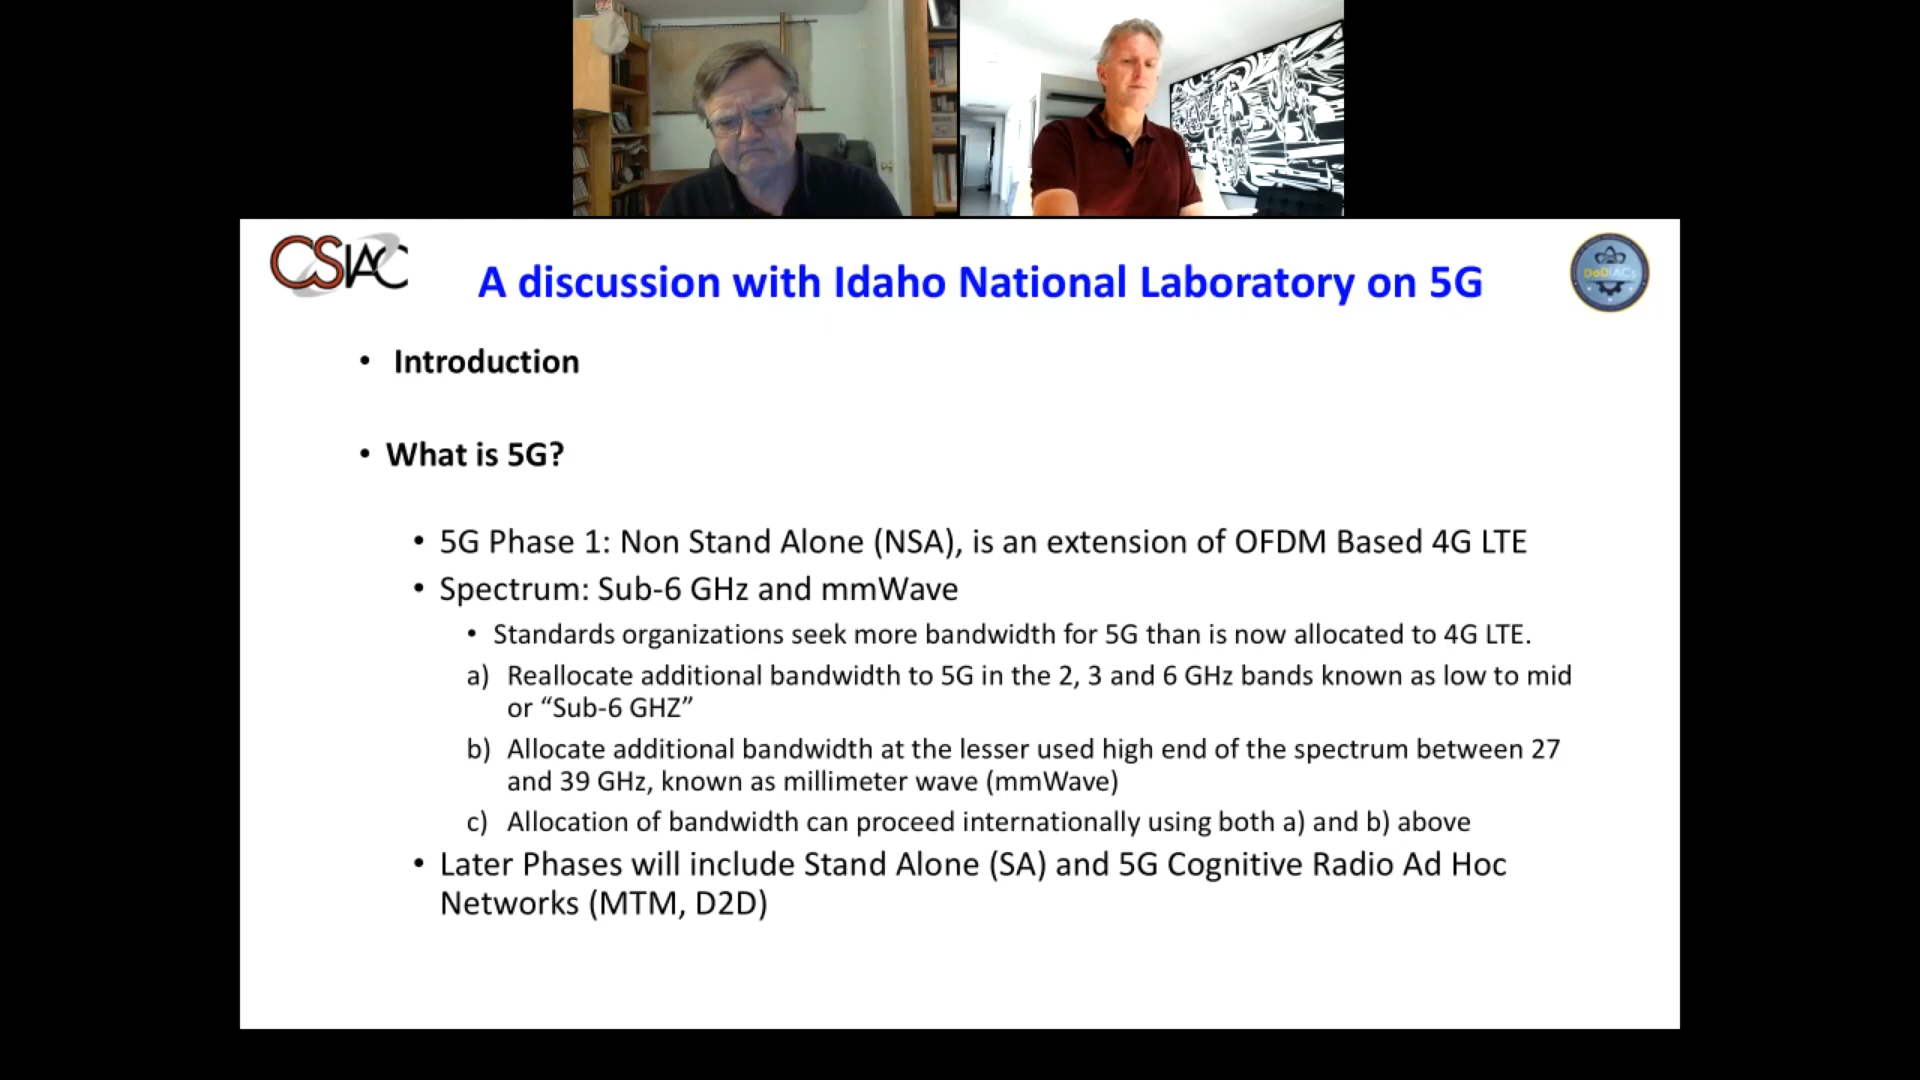 CSIAC
A discussion with Idaho National Laboratory on 5G
DoDIACs
• Introduction
• What is 5G?
• 5G Phase 1: Non Stand Alone (NSA), is an extension of OFDM Based 4G LTE
• Spectrum: Sub-6 GHz and mmWave
• Standards organizations seek more bandwidth for 5G than is now allocated to 4G LTE.
a) Reallocate additional bandwidth to 5G in the 2, 3 and 6 GHz bands known as low to mid
or “Sub-6 GHZ”
b) Allocate additional bandwidth at the lesser used high end of the spectrum between 27
and 39 GHz, known as millimeter wave (mmWave)
c) Allocation of bandwidth can proceed internationally using both a) and b) above
• Later Phases will include Stand Alone (SA) and 5G Cognitive Radio Ad Hoc
Networks (MTM, D2D)